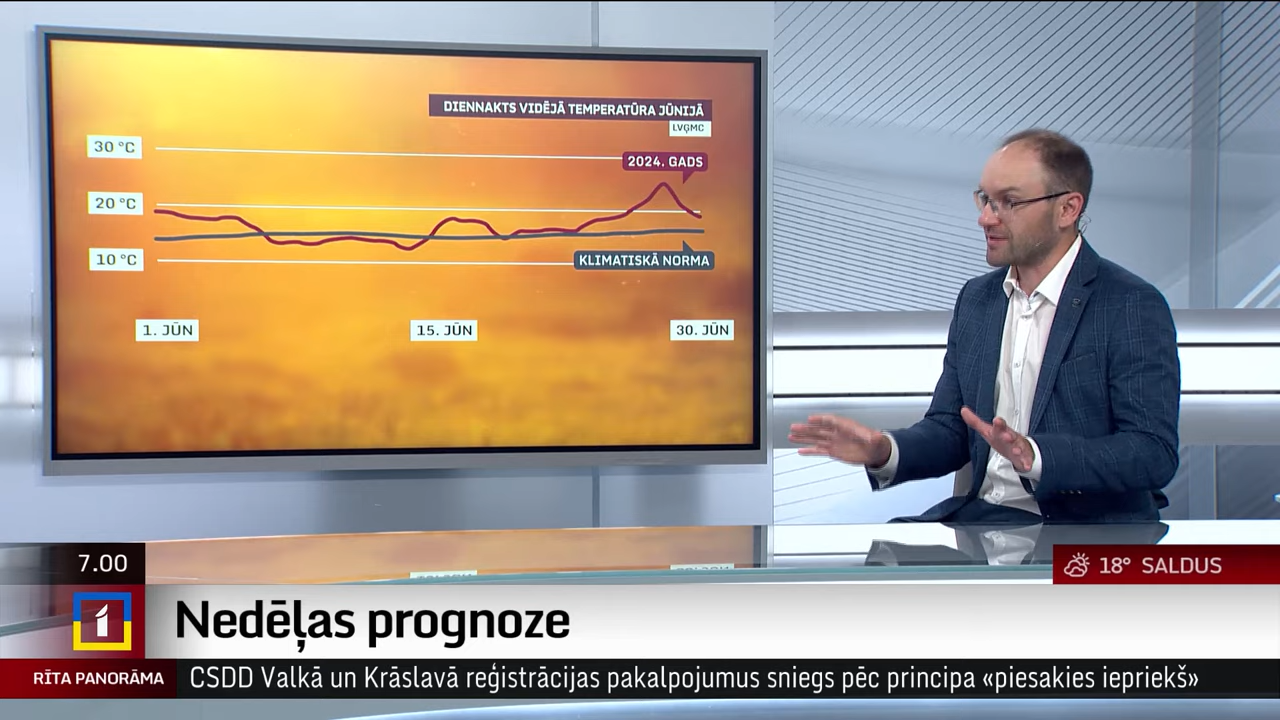 DIENNAKTS VIDĒJĀ TEMPERATŪRA JŪNIJĀ
LVĢMC
30 °C
2024. GADS
20 °C
10 °C
KLIMATISKĀ NORMA
1. JŪN
15. JŪN
30. JŪN
7.00
18° SALDUS
1
Nedēļas prognoze
RĪTA PANORĀMA
CSDD Valkā un Krāslavā reģistrācijas pakalpojumus sniegs pēc principa «piesakies iepriekš»